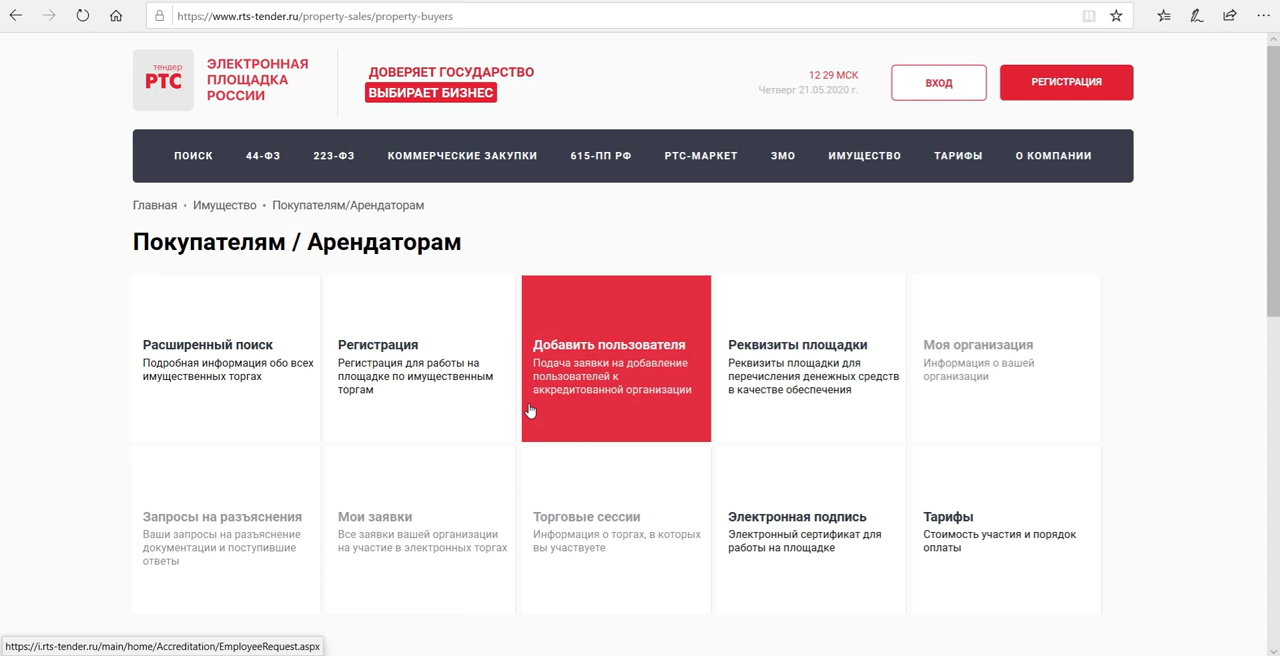 https://www.rts-tender.ru/property-sales/property-buyers
тендер
РТС
ЭЛЕКТРОННАЯ
ПЛОЩАДКА
РОССИИ
ДОВЕРЯЕТ ГОСУДАРСТВО
ВЫБИРАЕТ БИЗНЕС
12 29 МСК
Четверг 21.05.2020 г.
ВХОД
РЕГИСТРАЦИЯ
ПОИСК 44-ФЗ 223-ФЗ КОММЕРЧЕСКИЕ ЗАКУПКИ 615-ПП РФ РТС-МАРКЕТ ЗМО ИМУЩЕСТВО ТАРИФЫ О КОМПАНИИ
Главная • Имущество • Покупателям/Арендаторам
Покупателям / Арендаторам
Расширенный поиск
Подробная информация обо всех
имущественных торгах
Регистрация
Регистрация для работы на
площадке по имущественным
торгам
Добавить пользователя
Подача заявки на добавление
пользователей к
аккредитованной организации
Реквизиты площадки
Реквизиты площадки для
перечисления денежных средств
в качестве обеспечения
Моя организация
Информация о вашей
организации
Запросы на разъяснения
Ваши запросы на разъяснение
документации и поступившие
ответы
Мои заявки
Все заявки вашей организации
на участие в электронных торгах
Торговые сессии
Информация о торгах, в которых
вы участвуете
Электронная подпись
Электронный сертификат для
работы на площадке
Тарифы
Стоимость участия и порядок
оплаты
https://i.rts-tender.ru/main/home/Accreditation/EmployeeRequest.aspx